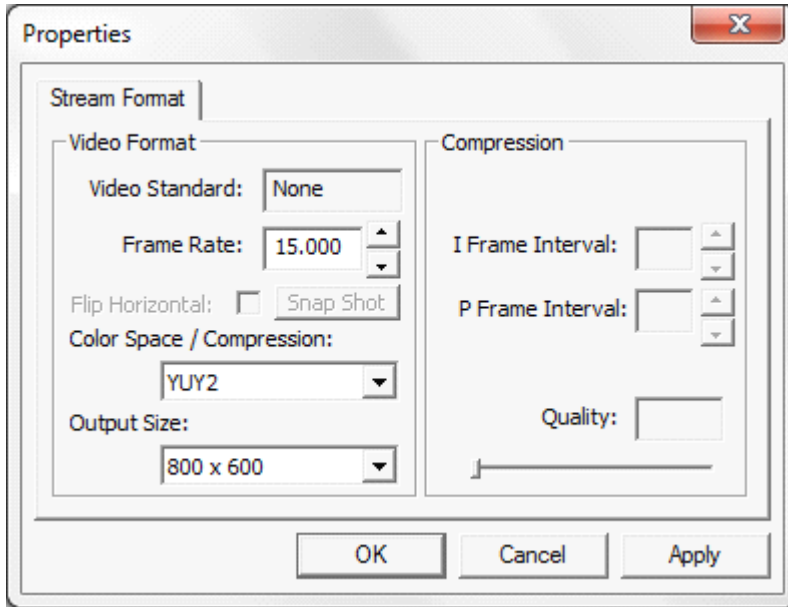 Properties
Stream Format
Video Format
Video Standard: None
Frame Rate: 15.000
Flip Horizontal: Snap Shot
Color Space / Compression:
YUY2
Output Size:
800 x 600
Compression
I Frame Interval:
P Frame Interval:
Quality:
OK Cancel Apply